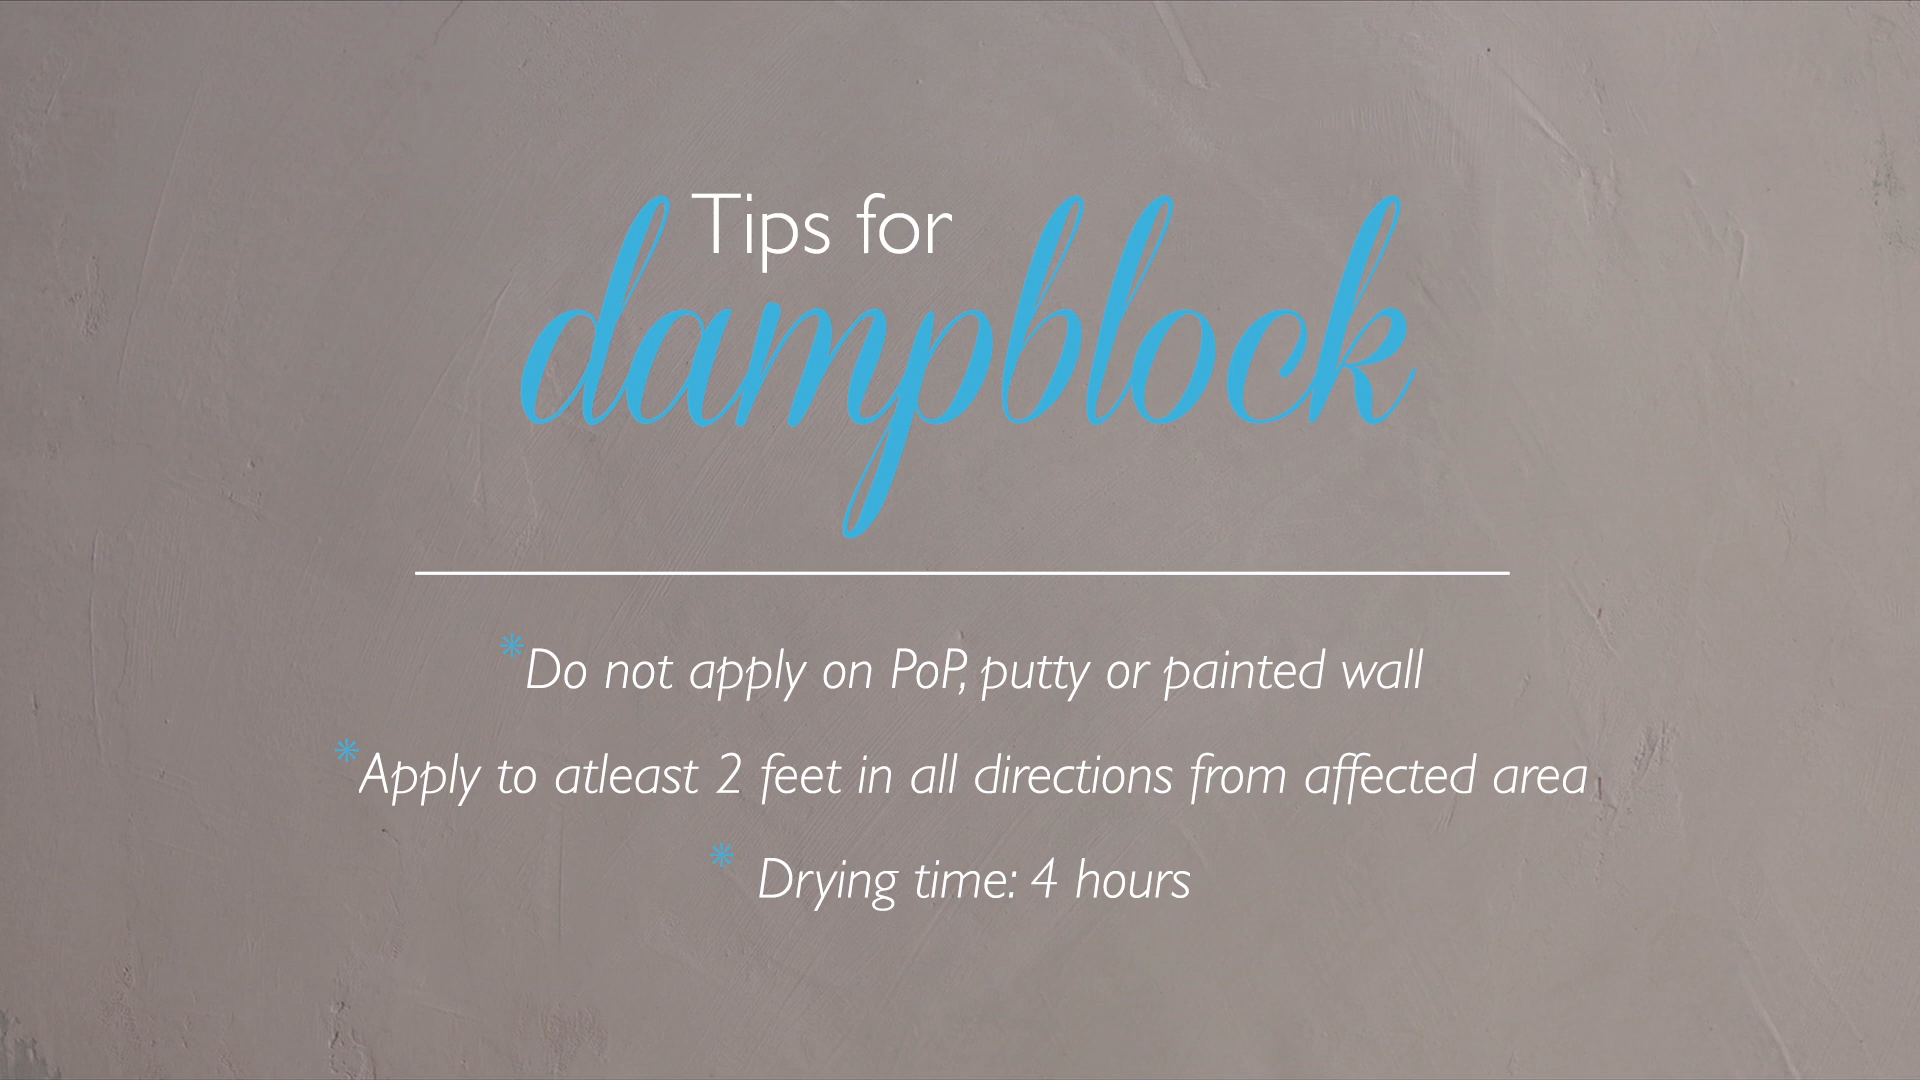 Tips for
dampblock
*Do not apply on PoP, putty or painted wall
*Apply to atleast 2 feet in all directions from affected area
* Drying time: 4 hours